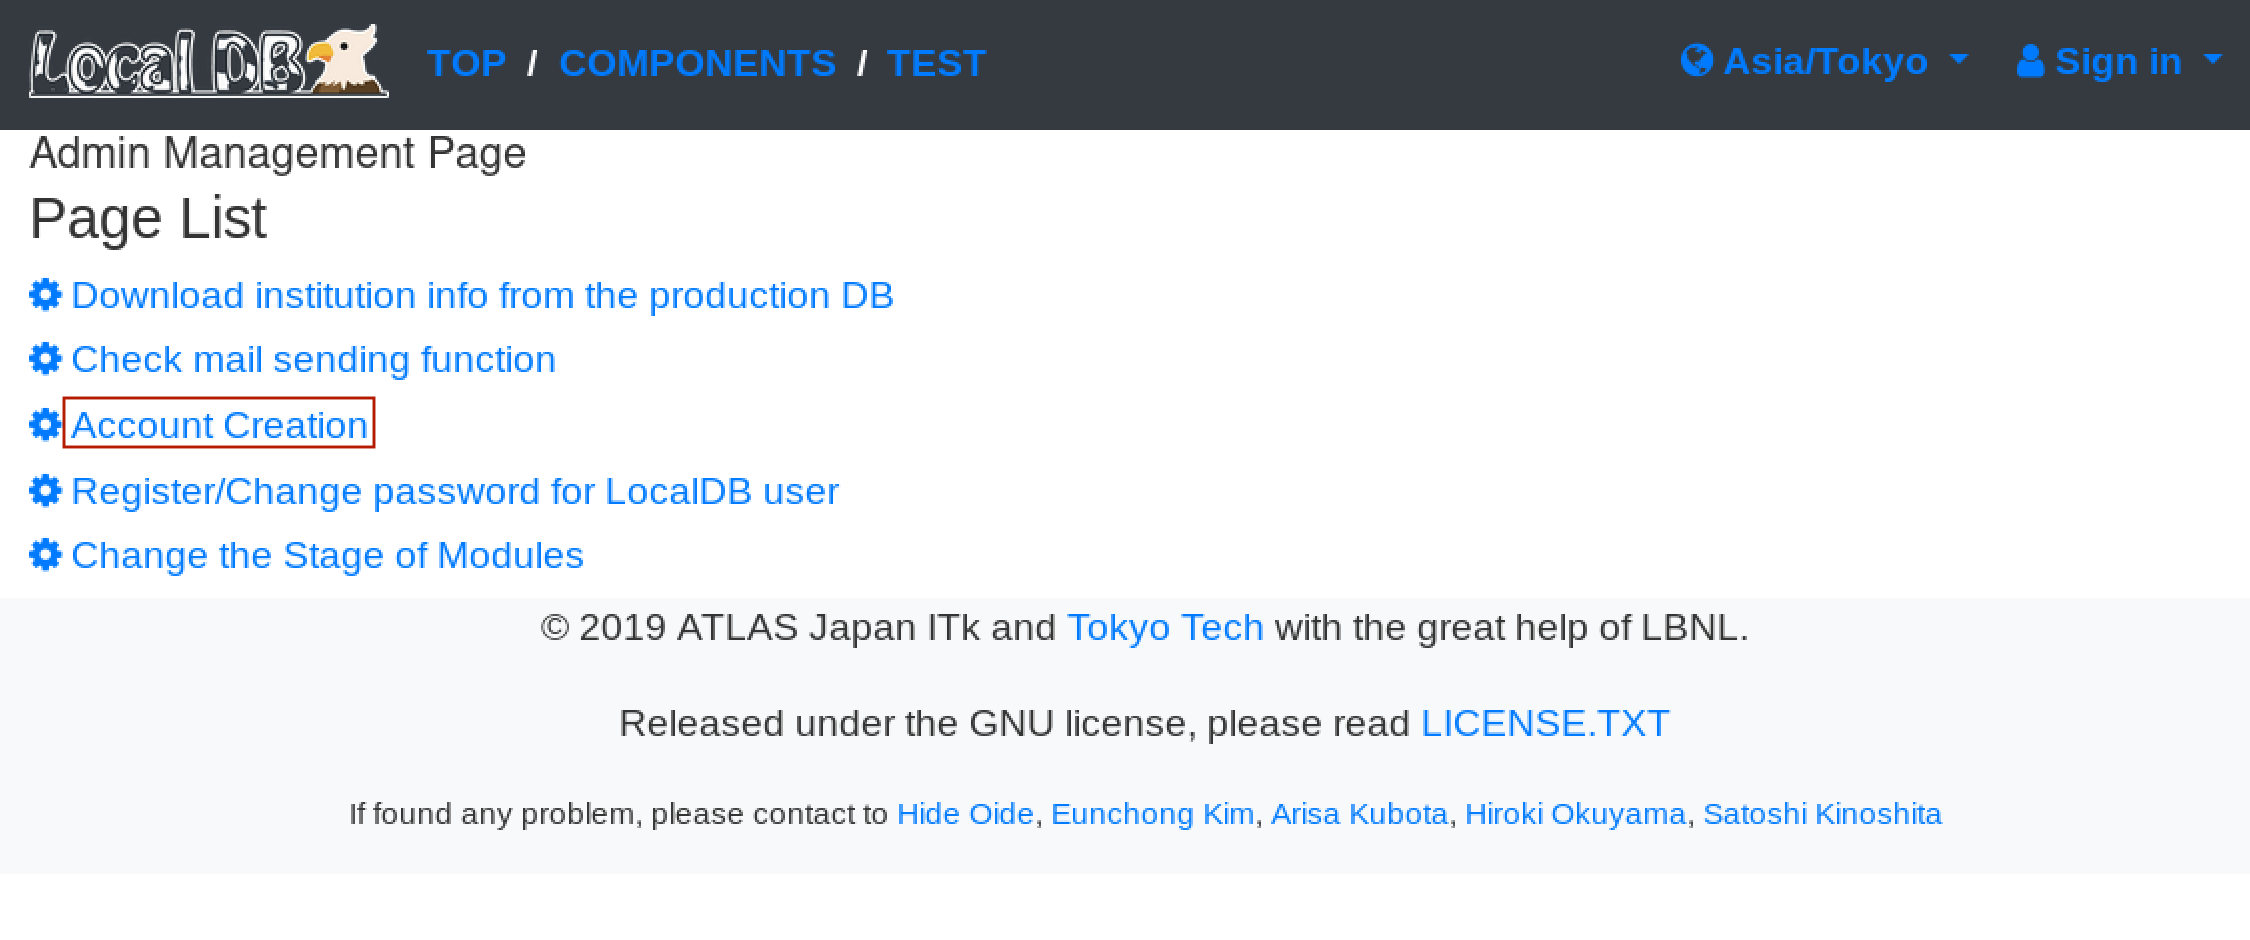 Local DB TOP / COMPONENTS / TEST Asia/Tokyo Sign in
Admin Management Page
Page List
Download institution info from the production DB
Check mail sending function
Account Creation
Register/Change password for LocalDB user
Change the Stage of Modules
© 2019 ATLAS Japan ITk and Tokyo Tech with the great help of LBNL.
Released under the GNU license, please read LICENSE.TXT
If found any problem, please contact to Hide Oide, Eunchong Kim, Arisa Kubota, Hiroki Okuyama, Satoshi Kinoshita